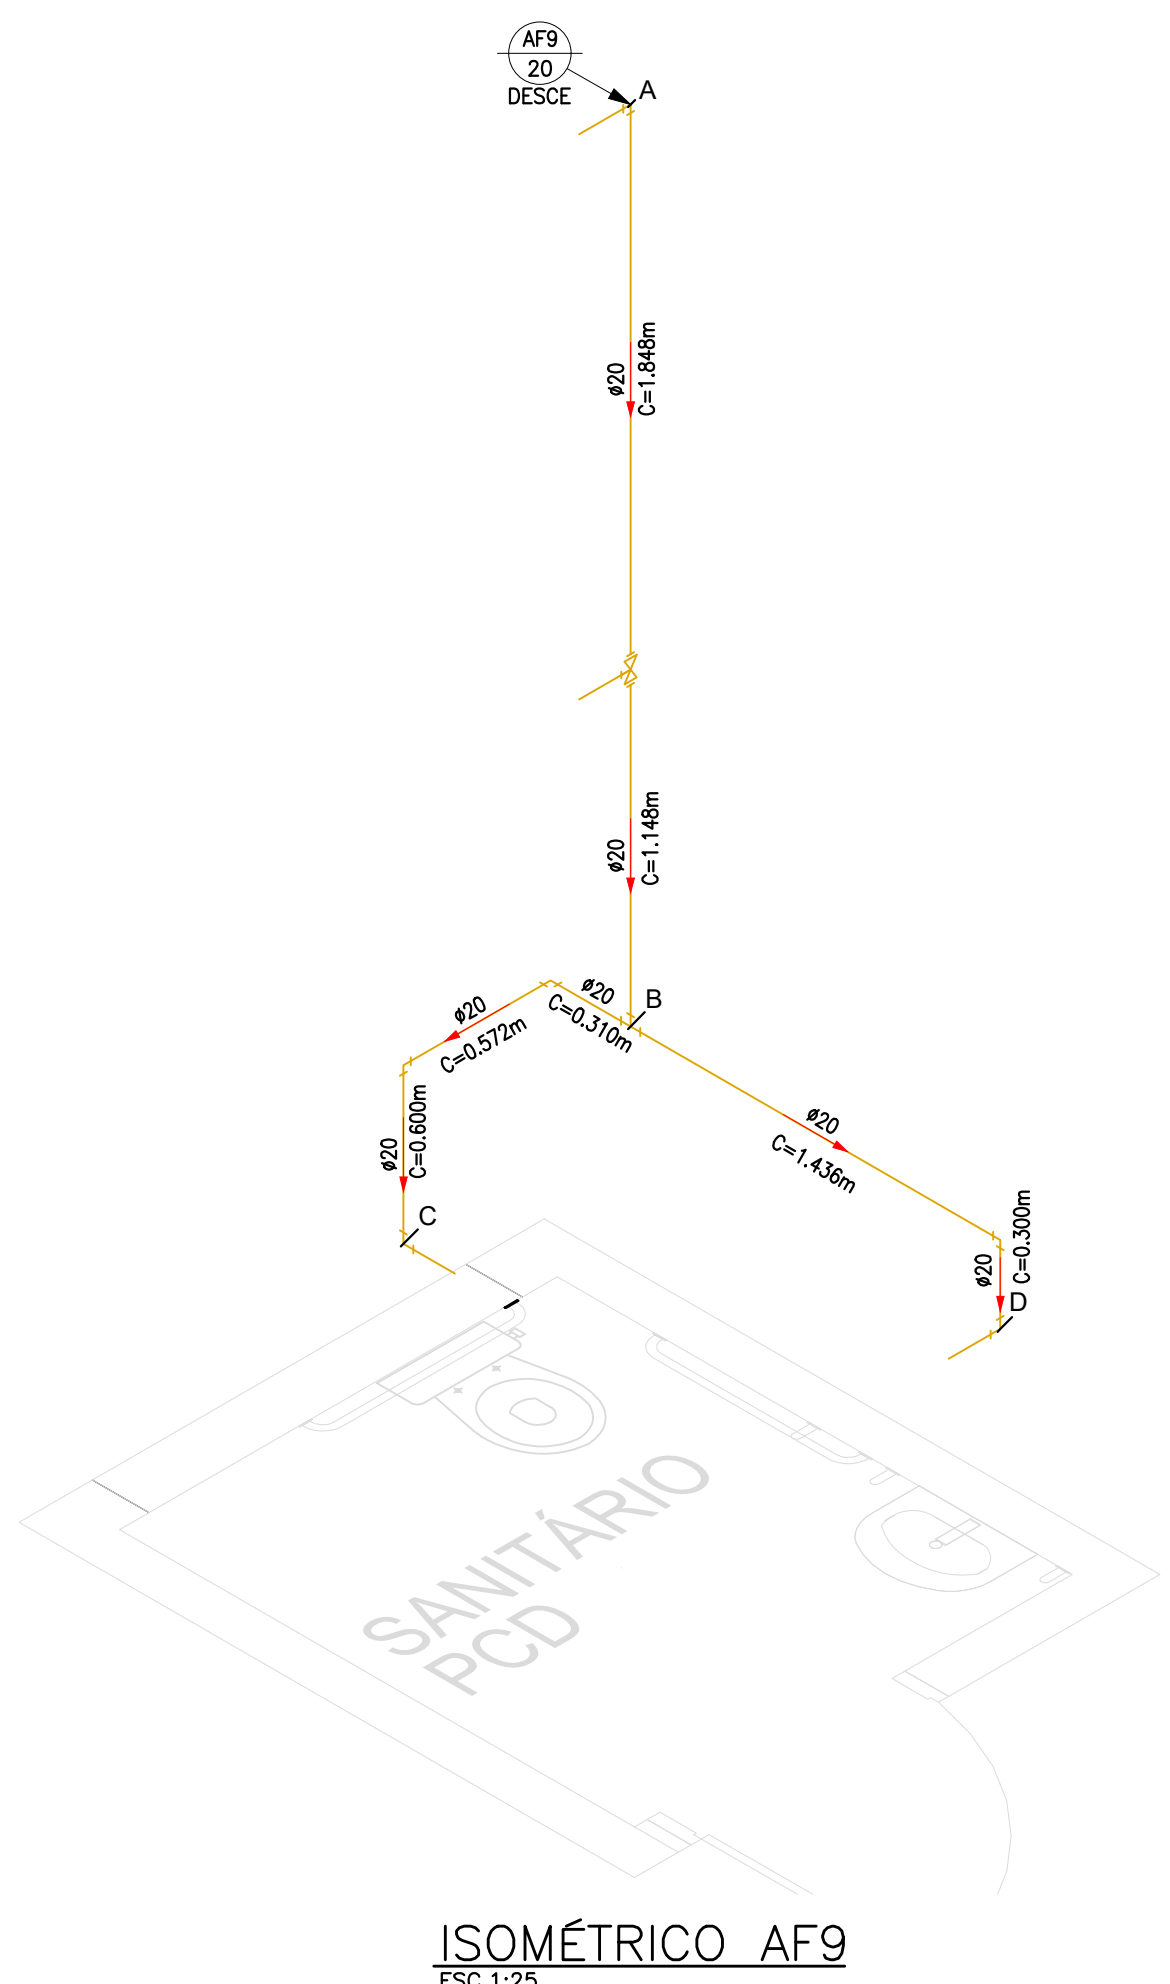 AF9
20
DESCE
A
ø20
C=1.848m
ø20
C=1.148m
ø20
C=0.310m
B
ø20
C=0.572m
ø20
C=0.600m
C
ø20
C=1.436m
ø20
C=0.300m
D
SANITÁRIO
PCD
ISOMÉTRICO AF9
ESC 1:25